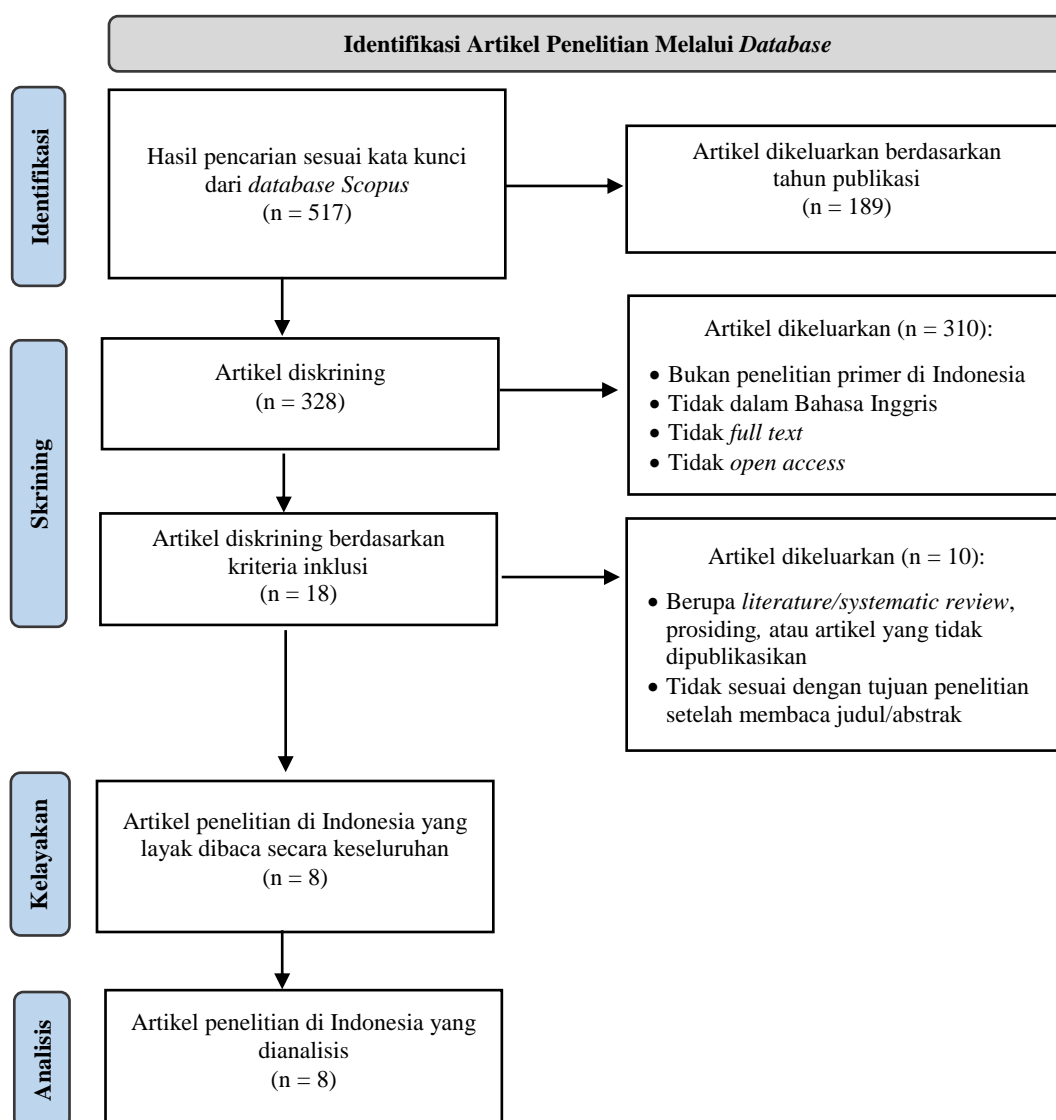 Identifikasi Artikel Penelitian Melalui Database
Identifikasi
Hasil pencarian sesuai kata kunci
dari database Scopus
(n = 517)
Artikel dikeluarkan berdasarkan
tahun publikasi
(n = 189)
Skrining
Artikel diskrining
(n = 328)
Artikel dikeluarkan (n = 310):
• Bukan penelitian primer di Indonesia
• Tidak dalam Bahasa Inggris
• Tidak full text
• Tidak open access
Artikel diskrining berdasarkan
kriteria inklusi
(n = 18)
Artikel dikeluarkan (n = 10):
• Berupa literature/systematic review,
prosiding, atau artikel yang tidak
dipublikasikan
• Tidak sesuai dengan tujuan penelitian
setelah membaca judul/abstrak
Kelayakan
Artikel penelitian di Indonesia yang
layak dibaca secara keseluruhan
(n = 8)
Analisis
Artikel penelitian di Indonesia yang
dianalisis
(n = 8)